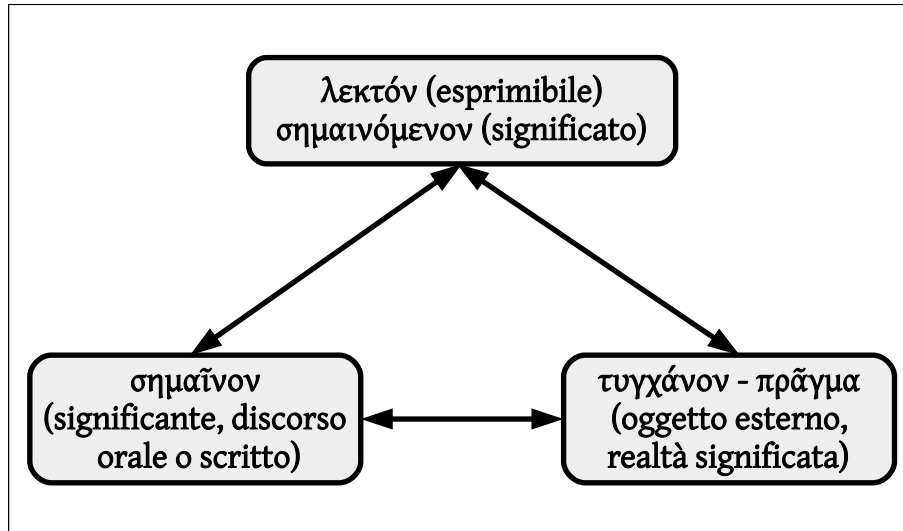 λεκτόν (esprimibile)
σημαινόμενον (significato)
σημαῖνον
(significante, discorso
orale o scritto)
τυγχάνον - πρᾶγμα
(oggetto esterno,
realtà significata)